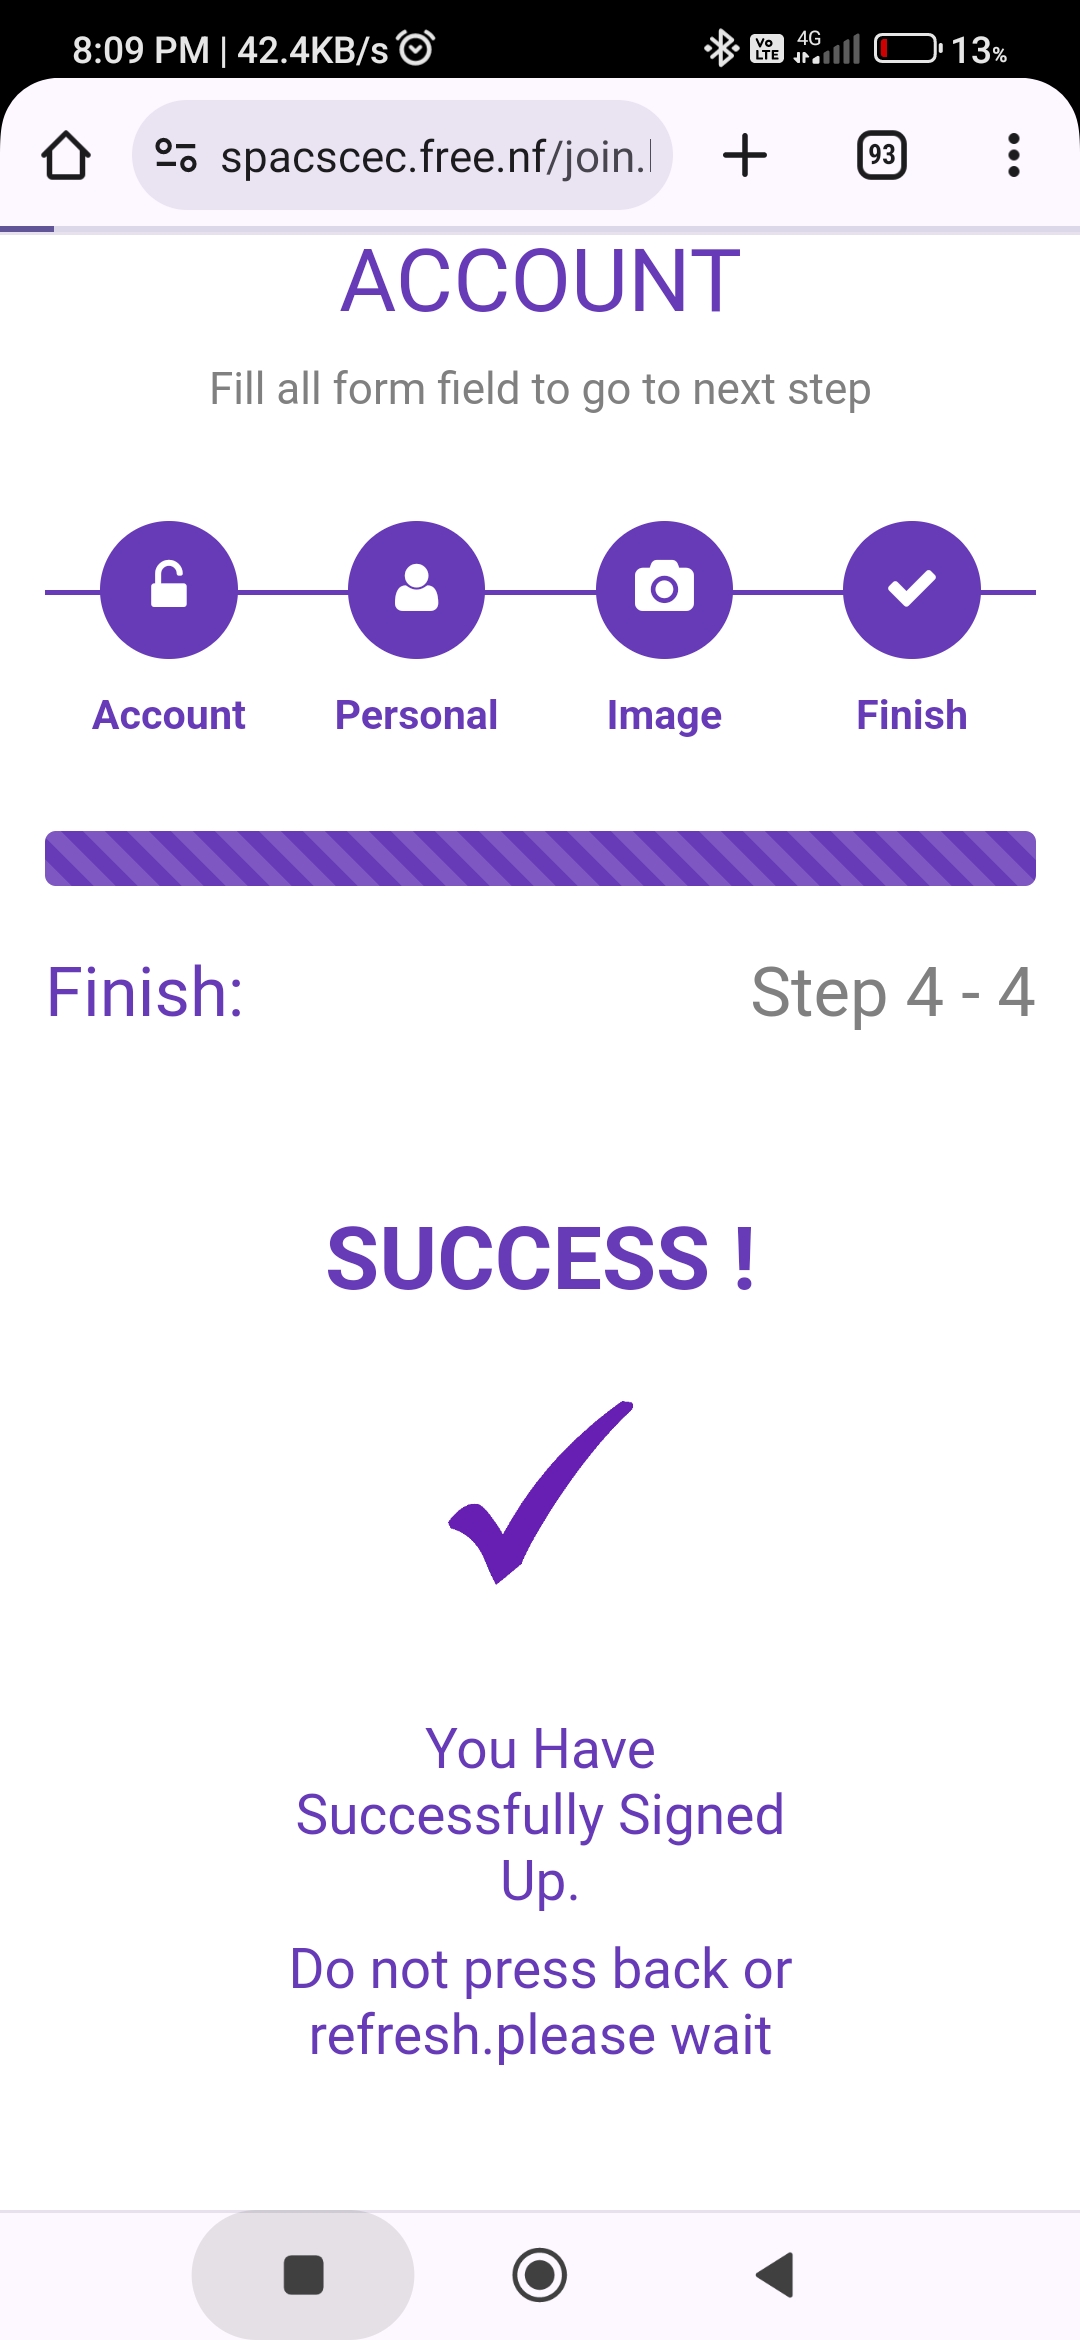 8:09 PM | 42.4KB/s
Vo LTE
4G
13%
spacscec.free.nf/join.
93
ACCOUNT
Fill all form field to go to next step
Account Personal Image Finish
Finish: Step 4 - 4
SUCCESS !
You Have
Successfully Signed
Up.
Do not press back or
refresh.please wait